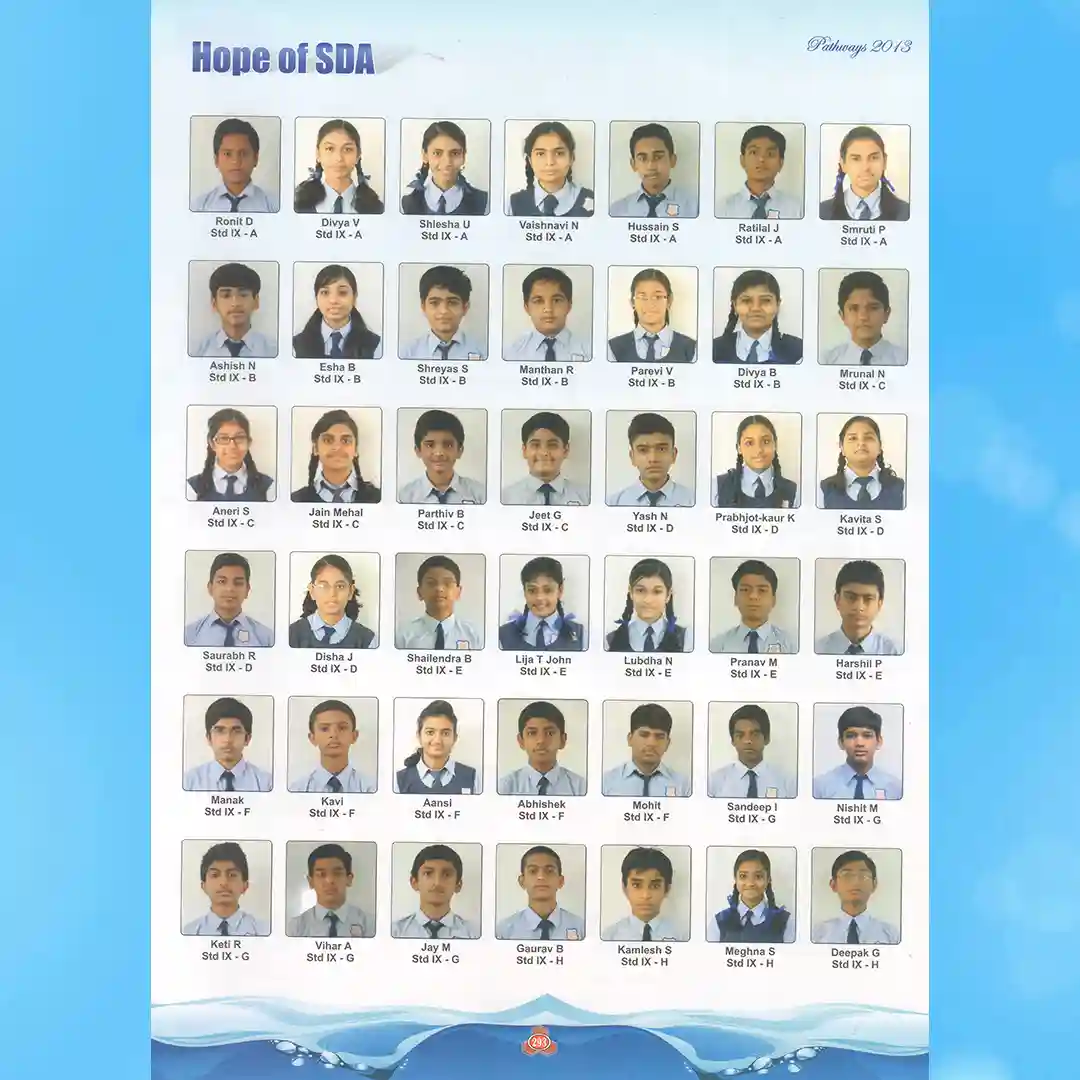 Hope of SDA
Pathways 2013
Ronit D
Std IX - A
Divya V
Std IX - A
Shlesha U
Std IX - A
Vaishnavi N
Std IX - A
Hussain S
Std IX - A
Ratilal J
Std IX - A
Smruti P
Std IX - A
Ashish N
Std IX - B
Esha B
Std IX - B
Shreyas S
Std IX - B
Manthan R
Std IX - B
Parevi V
Std IX - B
Divya B
Std IX - B
Mrunal N
Std IX - C
Aneri S
Std IX - C
Jain Mehal
Std IX - C
Parthiv B
Std IX - C
Jeet G
Std IX - C
Yash N
Std IX - D
Prabhjot-kaur K
Std IX - D
Kavita S
Std IX - D
Saurabh R
Std IX - D
Disha J
Std IX - D
Shailendra B
Std IX - E
Lija T John
Std IX - E
Lubdha N
Std IX - E
Pranav M
Std IX - E
Harshil P
Std IX - E
Manak
Std IX - F
Kavi
Std IX - F
Aansi
Std IX - F
Abhishek
Std IX - F
Mohit
Std IX - F
Sandeep I
Std IX - G
Nishit M
Std IX - G
Keti R
Std IX - G
Vihar A
Std IX - G
Jay M
Std IX - G
Gaurav B
Std IX - H
Kamlesh S
Std IX - H
Meghna S
Std IX - H
Deepak G
Std IX - H
293